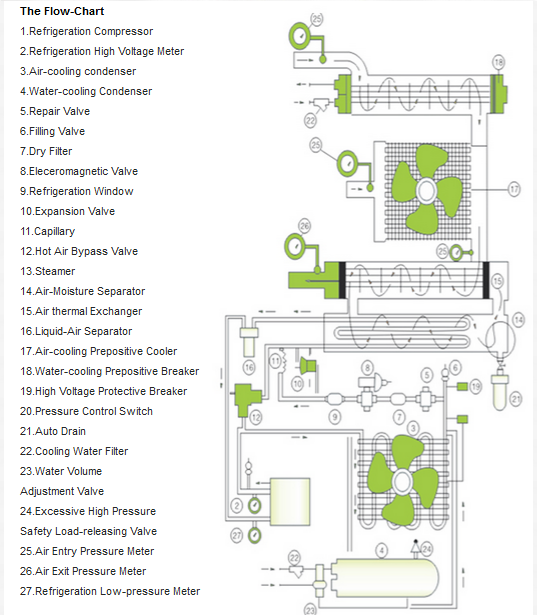 The Flow-Chart
1.Refrigeration Compressor
2.Refrigeration High Voltage Meter
3.Air-cooling condenser
4.Water-cooling Condenser
5.Repair Valve
6.Filling Valve
7.Dry Filter
8.Eleceromagnetic Valve
9.Refrigeration Window
10.Expansion Valve
11.Capillary
12.Hot Air Bypass Valve
13.Steamer
14.Air-Moisture Separator
15.Air thermal Exchanger
16.Liquid-Air Separator
17.Air-cooling Prepositive Cooler
18.Water-cooling Prepositive Breaker
19.High Voltage Protective Breaker
20.Pressure Control Switch
21.Auto Drain
22.Cooling Water Filter
23.Water Volume
Adjustment Valve
24.Excessive High Pressure
Safety Load-releasing Valve
25.Air Entry Pressure Meter
26.Air Exit Pressure Meter
27.Refrigeration Low-pressure Meter
25
18
22
25
17
26
25
15
14
16
11
10
8
5
6
19
21
12
9
7
3
2
27
4
24
22
23